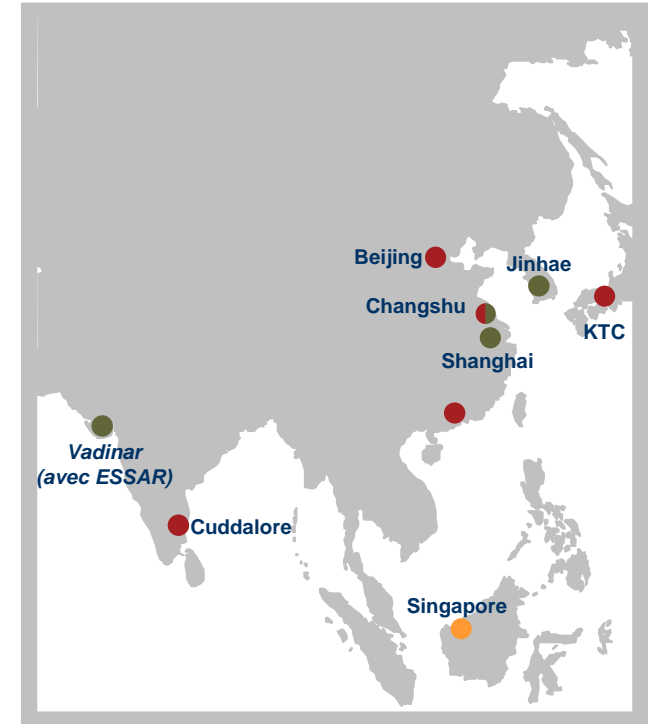 Beijing
Jinhae
Changshu
KTC
Shanghai
Vadinar
(avec ESSAR)
Cuddalore
Singapore